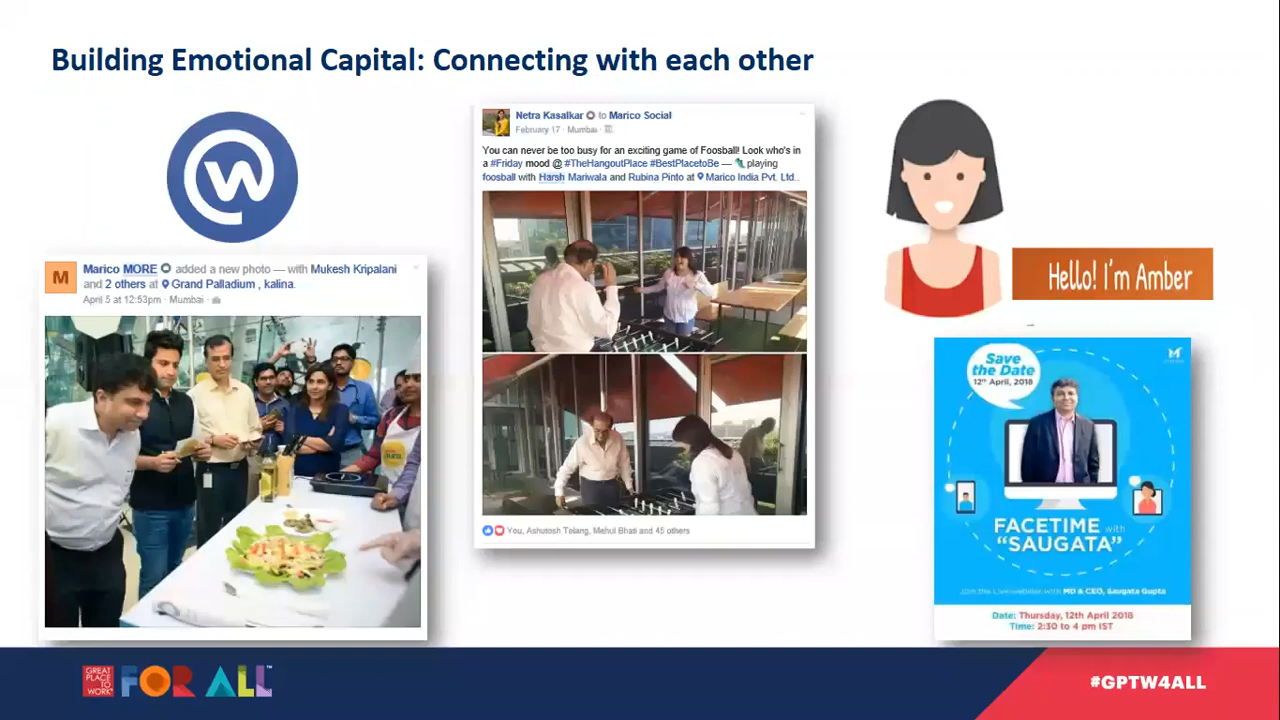 Building Emotional Capital: Connecting with each other
W
Netra Kasalkar to Marico Social
February 17 · Mumbai
You can never be too busy for an exciting game of Foosball! Look who's in
a #Friday mood @ #TheHangoutPlace #BestPlacetoBe — playing
foosball with Harsh Mariwala and Rubina Pinto at Marico India Pvt. Ltd..
You, Ashutosh Telang, Mehul Bhati and 45 others
M
Marico MORE added a new photo — with Mukesh Kripalani
and 2 others at Grand Palladium , kalina.
April 5 at 12:53pm · Mumbai ·
Hello! I'm Amber
Save
the Date
12th April, 2018
FACETIME with
"SAUGATA"
Join the Live webinar with MD & CEO, Saugata Gupta
Date: Thursday, 12th April 2018
Time: 2:30 to 4 pm IST
GREAT
PLACE
TO
WORK®
FOR ALL™
#GPTW4ALL